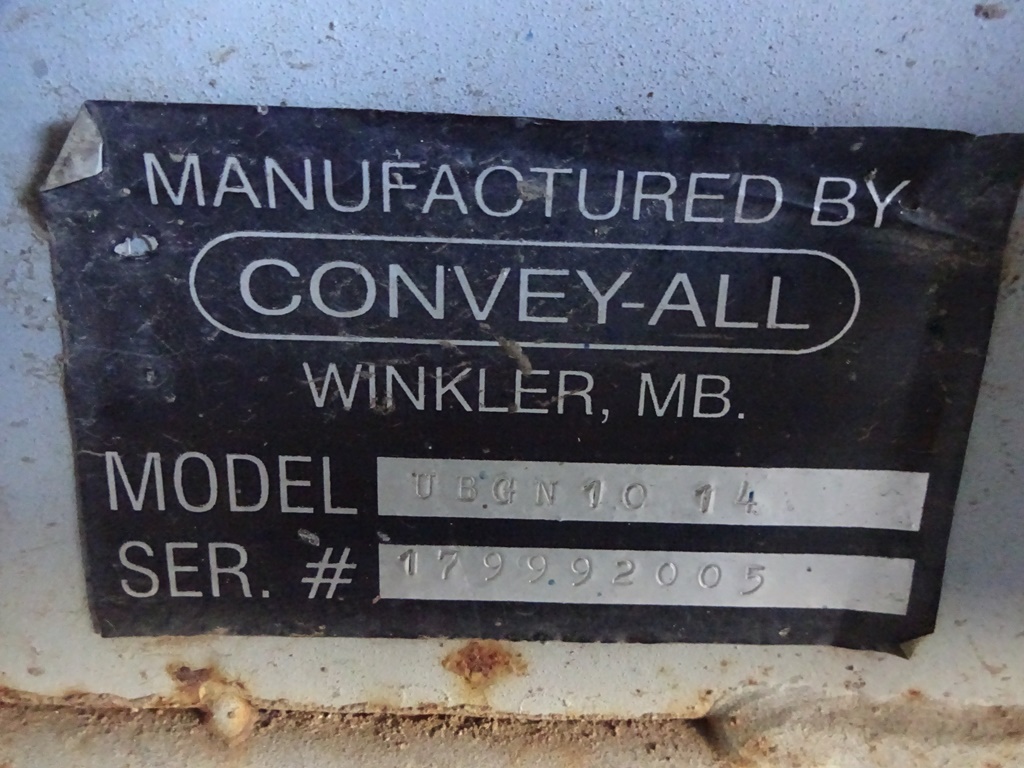 MANUFACTURED BY
CONVEY-ALL
WINKLER, MB.
MODEL UBGN10 14
SER. # 179992005